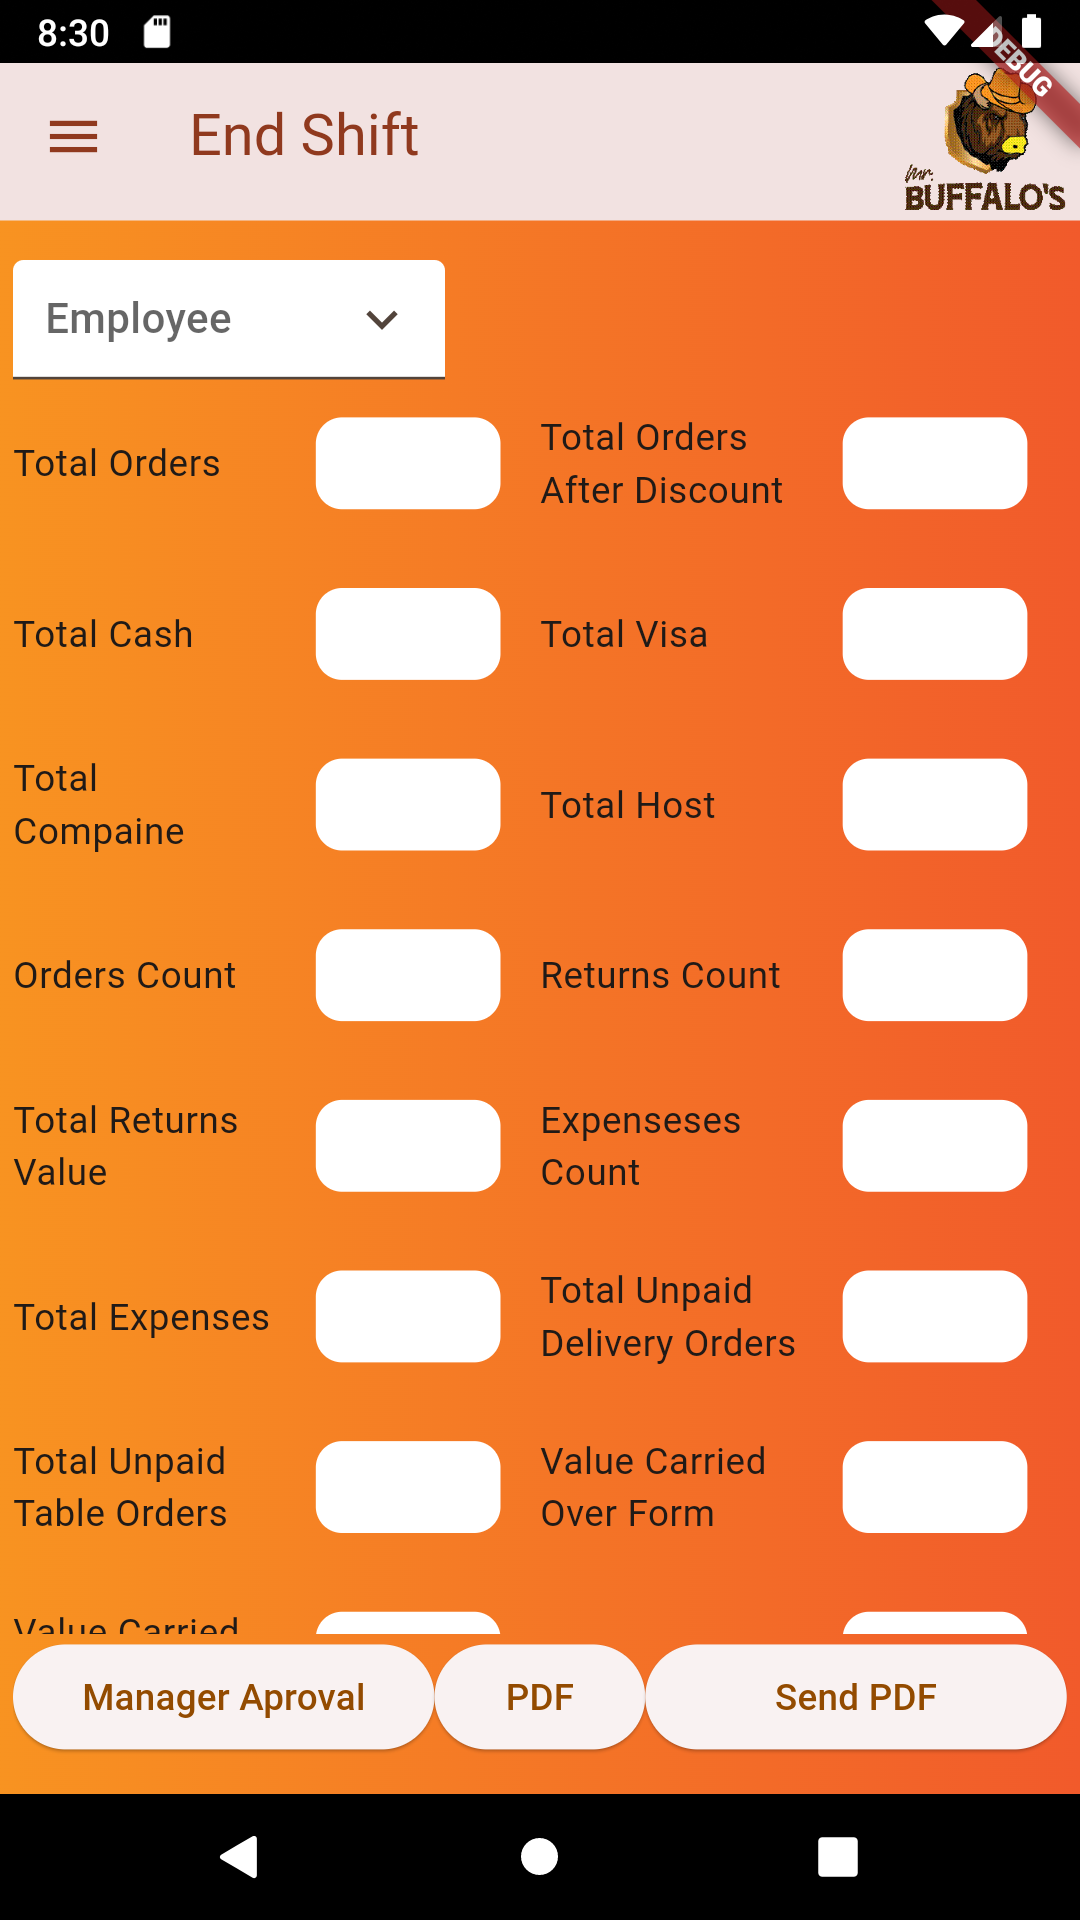 8:30
DEBUG
End Shift
Mr.
BUFFALO'S
Employee
Total Orders
Total Orders
After Discount
Total Cash
Total Visa
Total
Compaine
Total Host
Orders Count
Returns Count
Total Returns
Value
Expenseses
Count
Total Expenses
Total Unpaid
Delivery Orders
Total Unpaid
Table Orders
Value Carried
Over Form
Value Carried
Manager Aproval
PDF
Send PDF